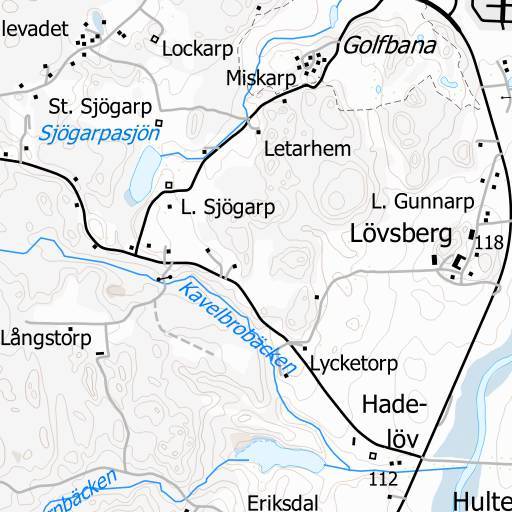 levadet
Lockarp
Golfbana
Miskarp
St. Sjögarp
Sjögarpasjön
Letarhem
L. Sjögarp
L. Gunnarp
Lövsberg
118
Kavelbrobäcken
Långstorp
Lycketorp
Hade-
löv
112
Eriksdal
Hulte